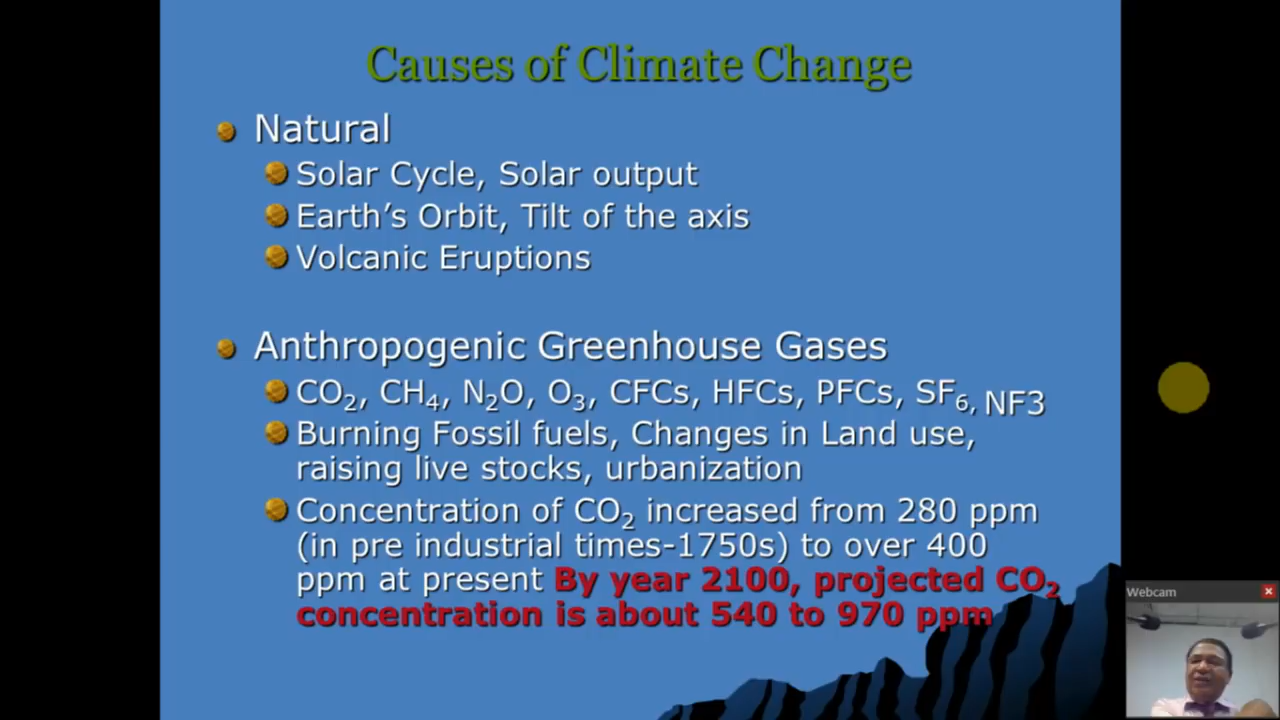 Causes of Climate Change
Natural
Solar Cycle, Solar output
Earth’s Orbit, Tilt of the axis
Volcanic Eruptions
Anthropogenic Greenhouse Gases
CO₂, CH₄, N₂O, O₃, CFCs, HFCs, PFCs, SF₆, NF3
Burning Fossil fuels, Changes in Land use,
raising live stocks, urbanization
Concentration of CO₂ increased from 280 ppm
(in pre industrial times-1750s) to over 400
ppm at present By year 2100, projected CO₂
concentration is about 540 to 970 ppm
Webcam